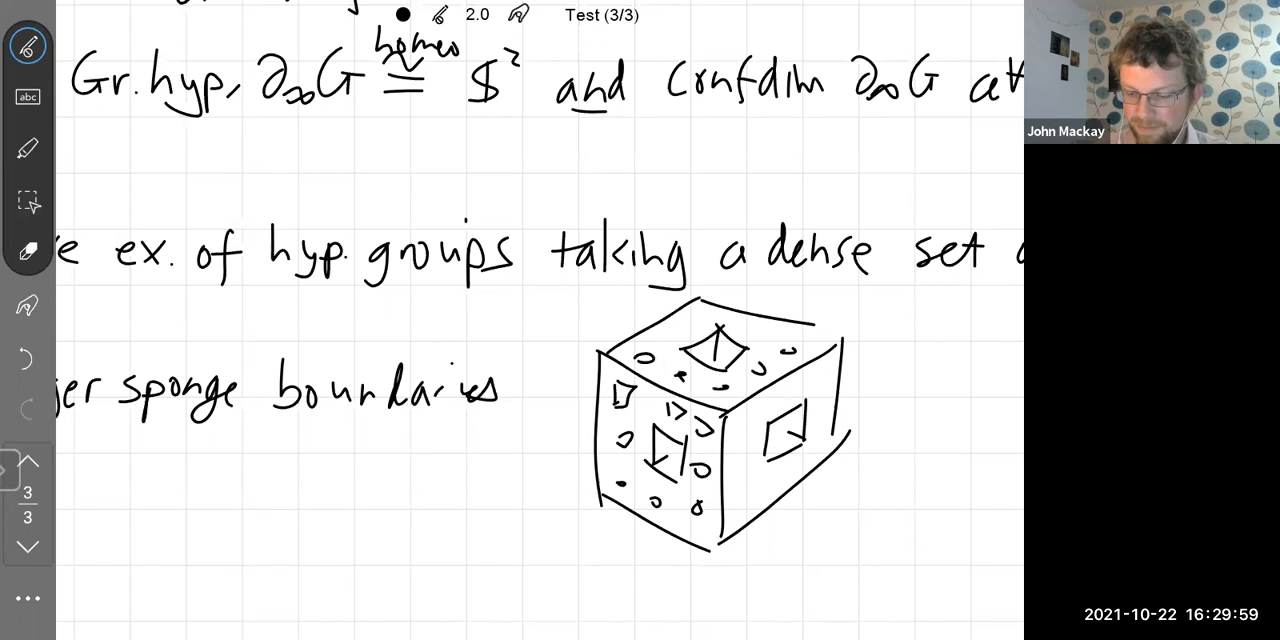 2.0 Test (3/3)
homeo
Gr. hyp, ∂∞G ≅ S² and Confdim ∂∞G at
abc
e ex. of hyp. groups taking a dense set
ger sponge boundaries
John Mackay
3
3
2021-10-22 16:29:59